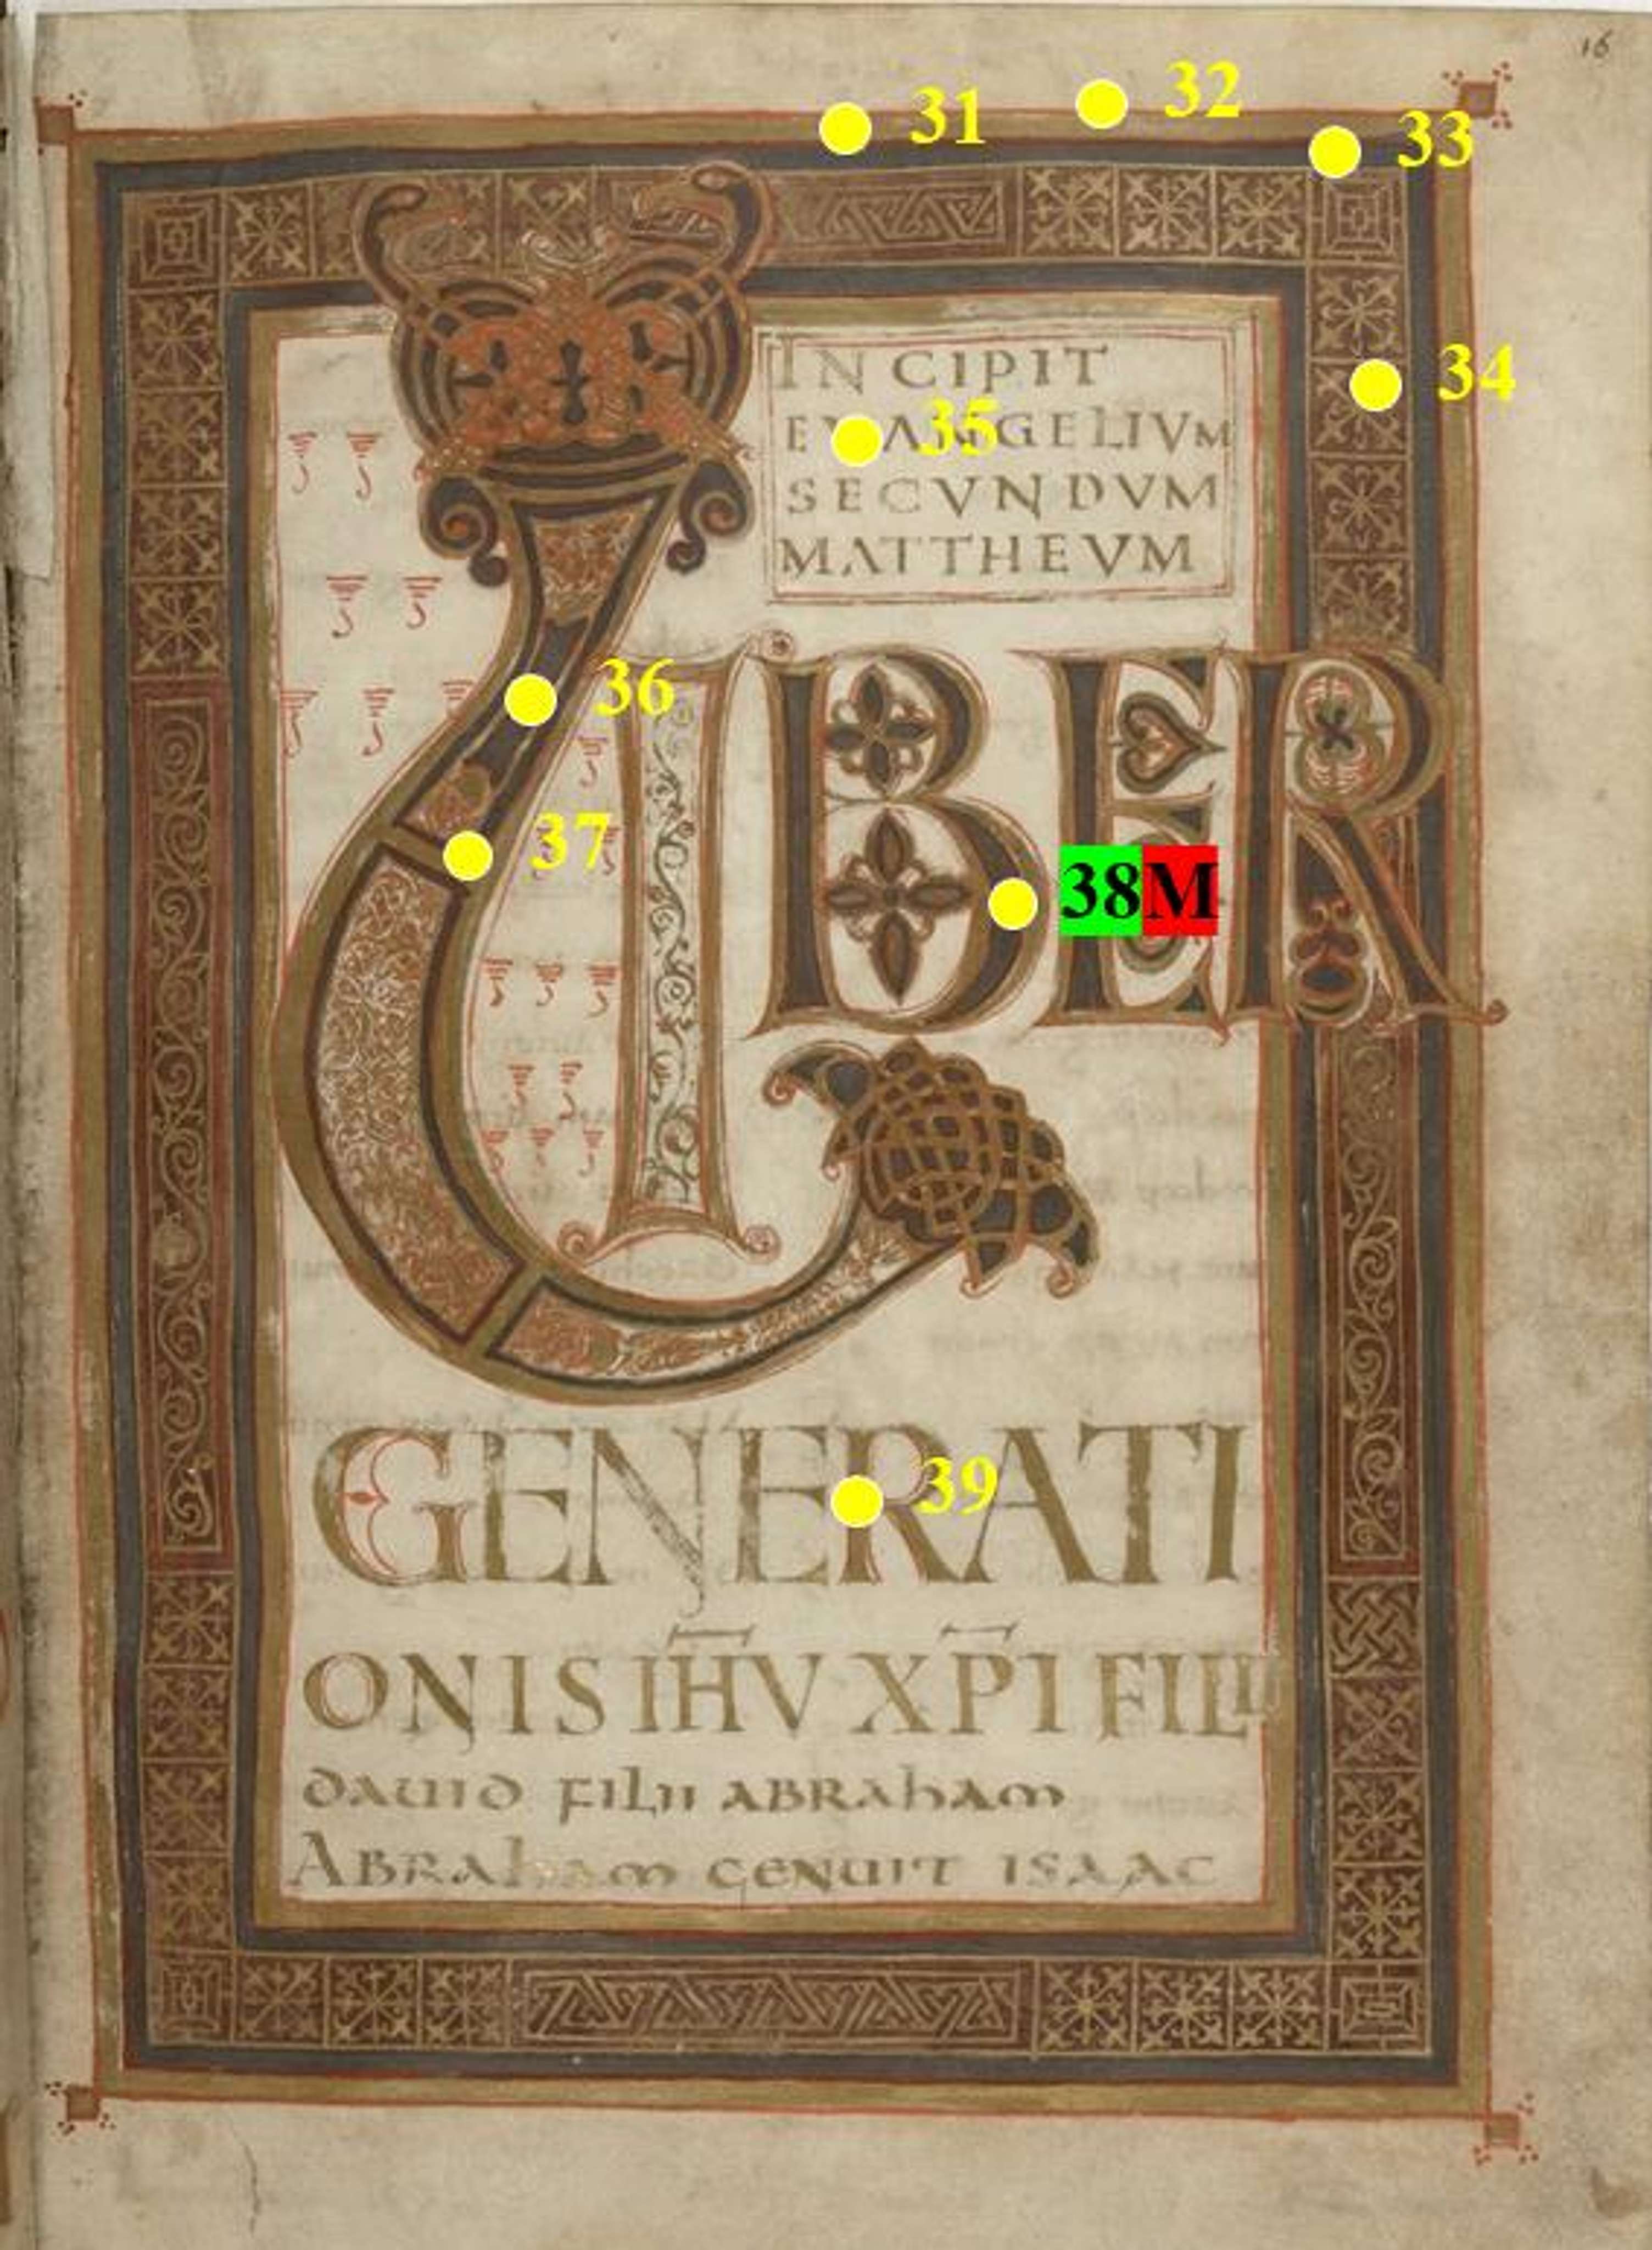 16
31
32
33
34
INCIPIT
EVANGELIVM
35
SECVNDVM
MATTHEVM
36
37
LIBER
38M
GENERATI
39
ONIS IHV XPI FILII
DAUID FILII ABRAHAM
ABRAHAM GENUIT ISAAC